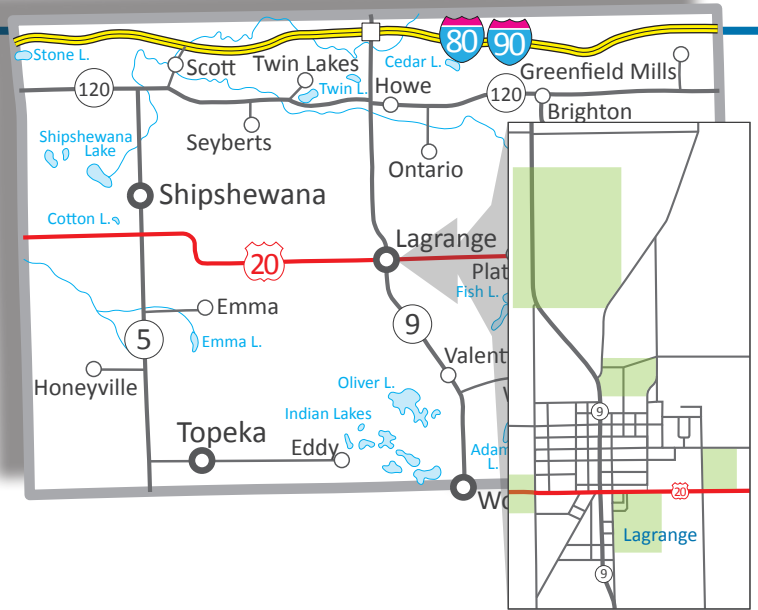 80
90
Stone L.
Scott
Twin Lakes
Cedar L.
Greenfield Mills
120
Twin L.
Howe
120
Brighton
Seyberts
Shipshewana
Lake
Ontario
Shipshewana
Cotton L.
Lagrange
20
Plat
Fish L.
Emma
9
5
Emma L.
Valent
Honeyville
Oliver L.
Indian Lakes
Topeka
Eddy
Adam
L.
Wo
9
20
Lagrange
9